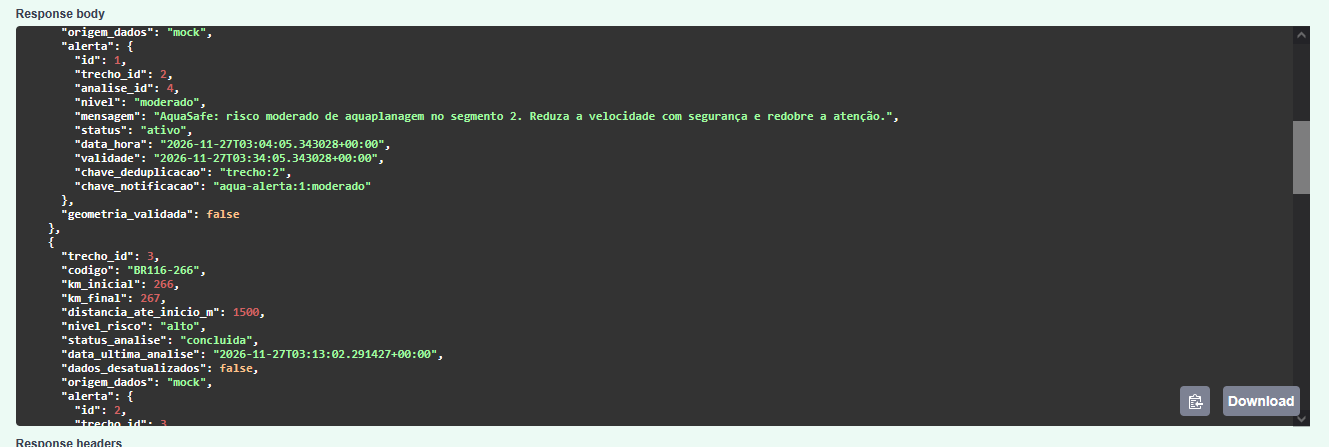 Response body
"origem_dados": "mock",
"alerta": {
"id": 1,
"trecho_id": 2,
"analise_id": 4,
"nivel": "moderado",
"mensagem": "AquaSafe: risco moderado de aquaplanagem no segmento 2. Reduza a velocidade com segurança e redobre a atenção.",
"status": "ativo",
"data_hora": "2026-11-27T03:04:05.343028+00:00",
"validade": "2026-11-27T03:34:05.343028+00:00",
"chave_deduplicacao": "trecho:2",
"chave_notificacao": "aqua-alerta:1:moderado"
},
"geometria_validada": false
},
{
"trecho_id": 3,
"codigo": "BR116-266",
"km_inicial": 266,
"km_final": 267,
"distancia_ate_inicio_m": 1500,
"nivel_risco": "alto",
"status_analise": "concluida",
"data_ultima_analise": "2026-11-27T03:13:02.291427+00:00",
"dados_desatualizados": false,
"origem_dados": "mock",
"alerta": {
"id": 2,
"trecho_id": 3
Download
Response headers